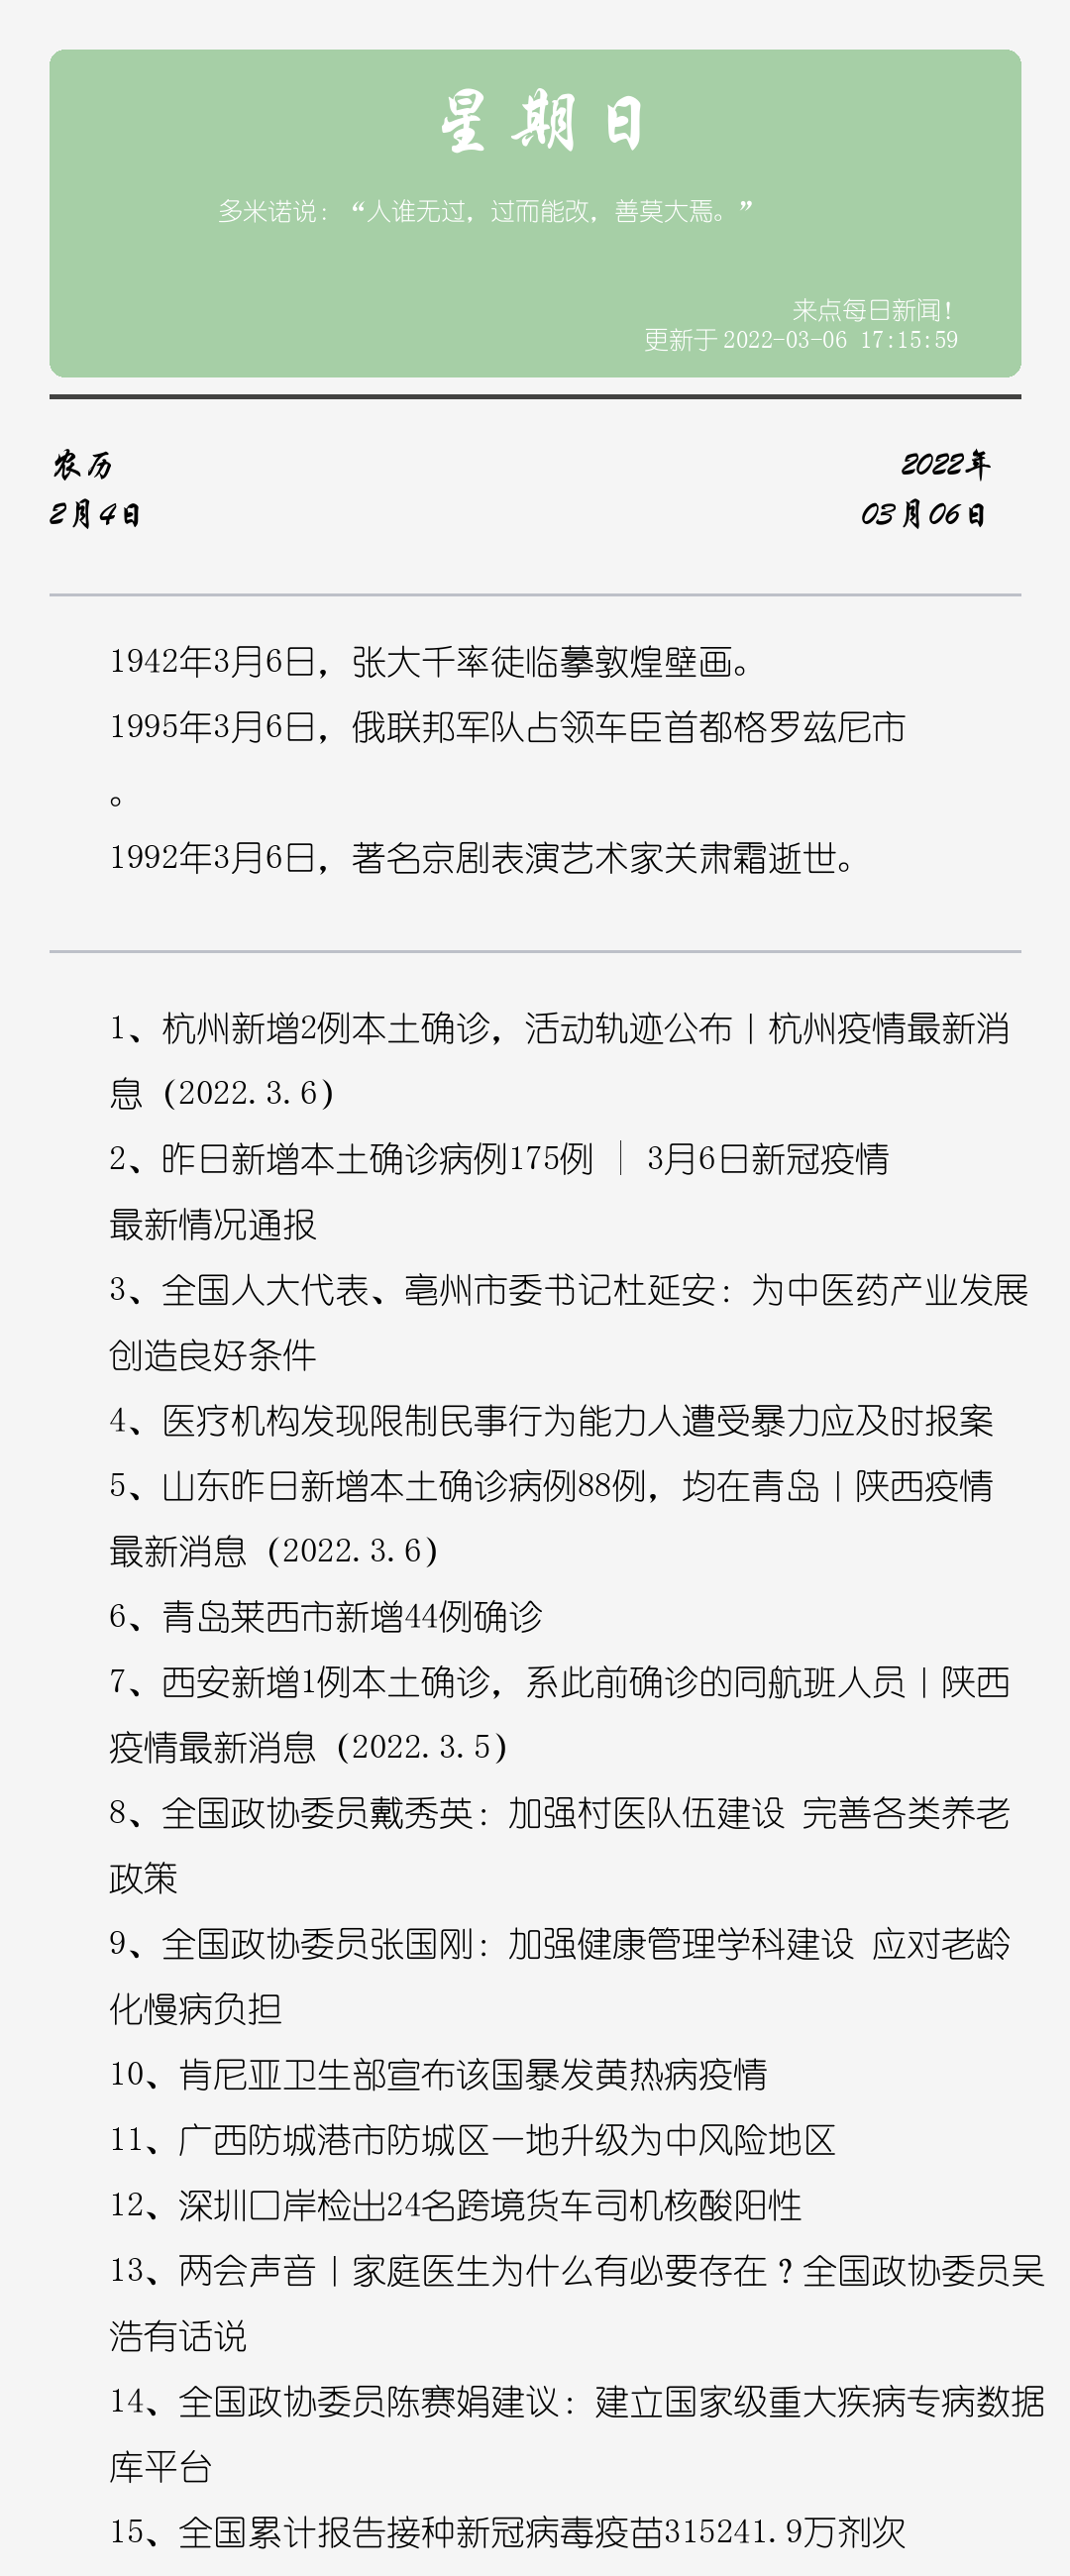 星期日
多米诺说：“人谁无过，过而能改，善莫大焉。”
来点每日新闻！
更新于 2022-03-06 17:15:59
农历
2022年
2月4日
03月06日
1942年3月6日，张大千率徒临摹敦煌壁画。
1995年3月6日，俄联邦军队占领车臣首都格罗兹尼市
。
1992年3月6日，著名京剧表演艺术家关肃霜逝世。
1、杭州新增2例本土确诊，活动轨迹公布｜杭州疫情最新消
息（2022.3.6）
2、昨日新增本土确诊病例175例 │ 3月6日新冠疫情
最新情况通报
3、全国人大代表、亳州市委书记杜延安：为中医药产业发展
创造良好条件
4、医疗机构发现限制民事行为能力人遭受暴力应及时报案
5、山东昨日新增本土确诊病例88例，均在青岛｜陕西疫情
最新消息（2022.3.6）
6、青岛莱西市新增44例确诊
7、西安新增1例本土确诊，系此前确诊的同航班人员｜陕西
疫情最新消息（2022.3.5）
8、全国政协委员戴秀英：加强村医队伍建设 完善各类养老
政策
9、全国政协委员张国刚：加强健康管理学科建设 应对老龄
化慢病负担
10、肯尼亚卫生部宣布该国暴发黄热病疫情
11、广西防城港市防城区一地升级为中风险地区
12、深圳口岸检出24名跨境货车司机核酸阳性
13、两会声音｜家庭医生为什么有必要存在？全国政协委员吴
浩有话说
14、全国政协委员陈赛娟建议：建立国家级重大疾病专病数据
库平台
15、全国累计报告接种新冠病毒疫苗315241.9万剂次